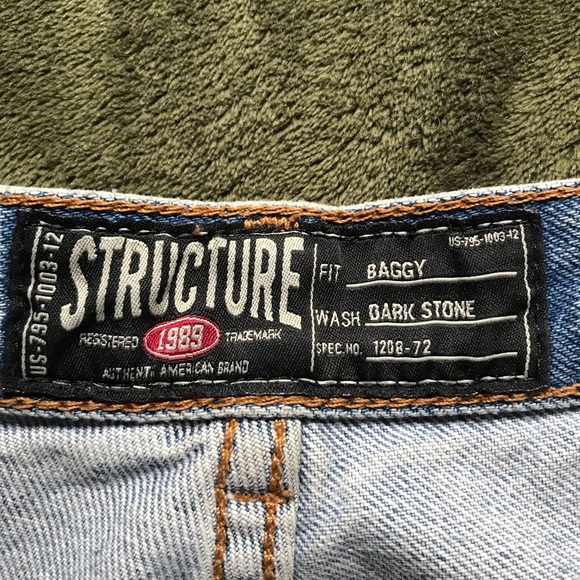 US-795-1003-12
STRUCTURE
REGISTERED 1989 TRADEMARK
AUTHENTIC AMERICAN BRAND
US-795-1003-12
FIT BAGGY
WASH DARK STONE
SPEC.NO. 1208-72